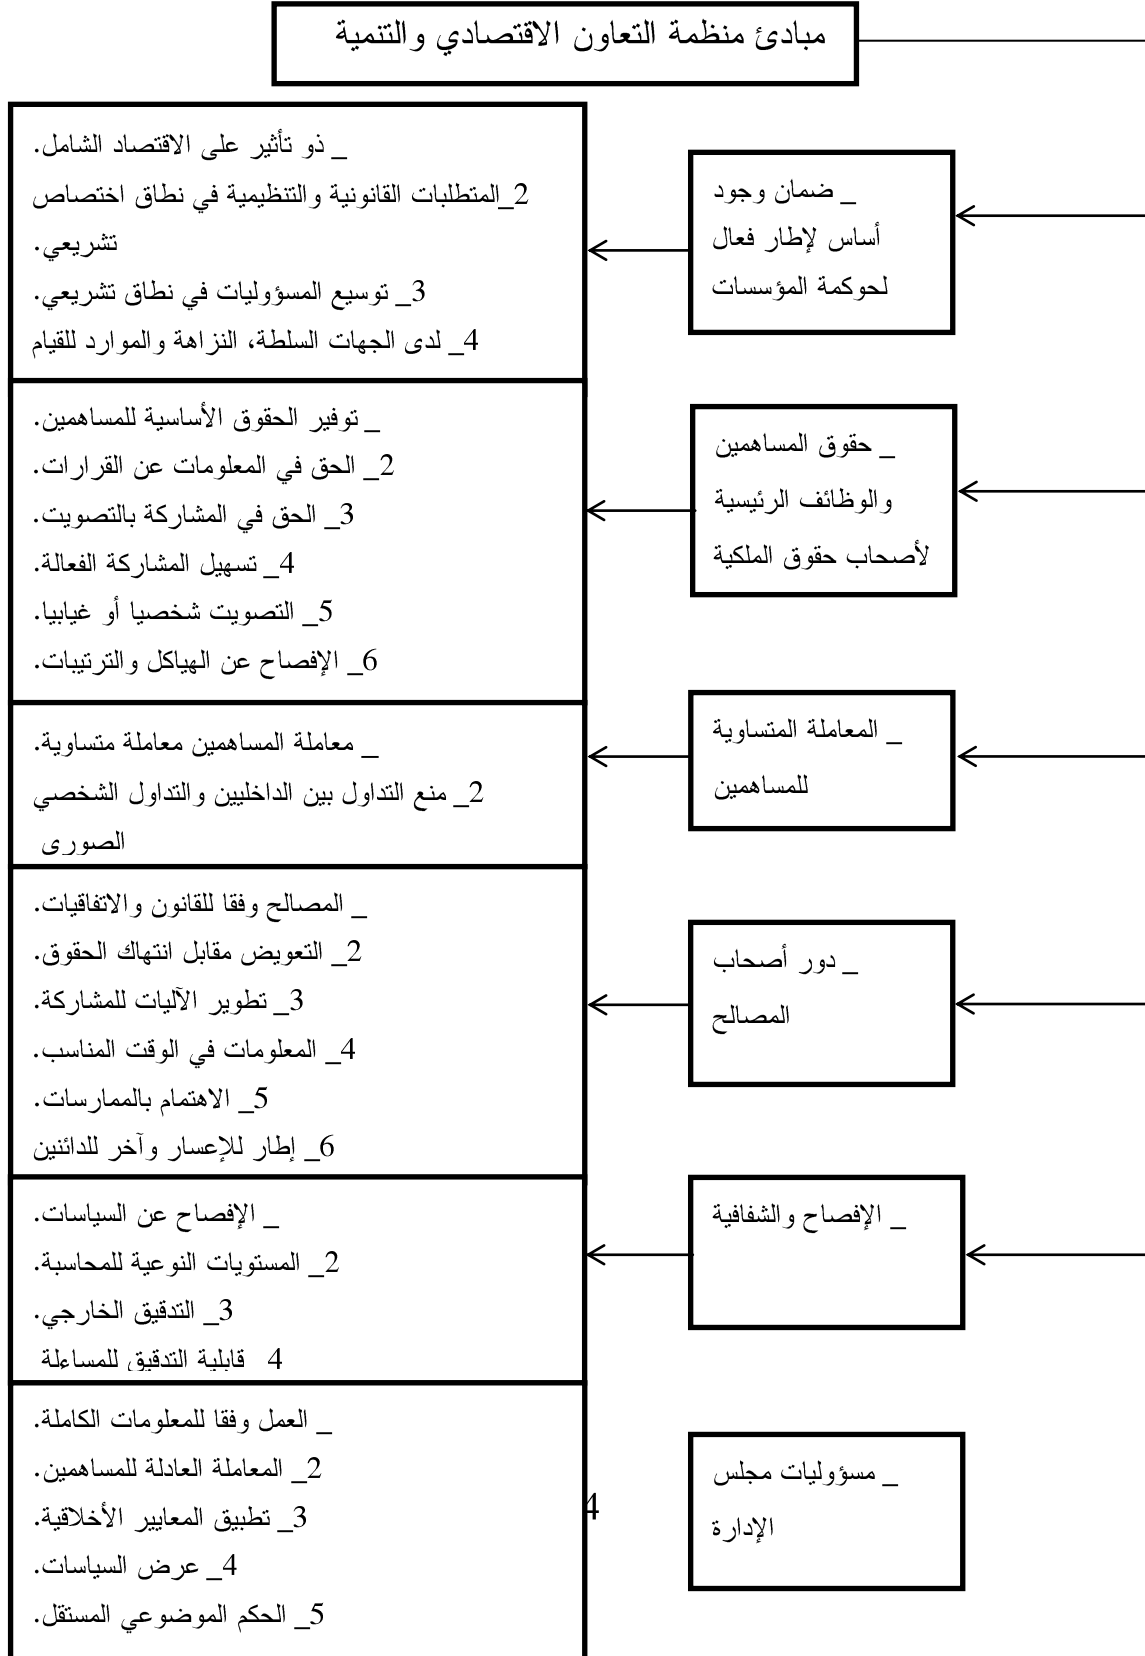 مبادئ منظمة التعاون الاقتصادي والتنمية
_ ضمان وجود
أساس لإطار فعال
لحوكمة المؤسسات
_ ذو تأثير على الاقتصاد الشامل.
2_المتطلبات القانونية والتنظيمية في نطاق اختصاص
تشريعي.
3_ توسيع المسؤوليات في نطاق تشريعي.
4_ لدى الجهات السلطة، النزاهة والموارد للقيام
_ حقوق المساهمين
والوظائف الرئيسية
لأصحاب حقوق الملكية
_ توفير الحقوق الأساسية للمساهمين.
2_ الحق في المعلومات عن القرارات.
3_ الحق في المشاركة بالتصويت.
4_ تسهيل المشاركة الفعالة.
5_ التصويت شخصيا أو غيابيا.
6_ الإفصاح عن الهياكل والترتيبات.
_ المعاملة المتساوية
للمساهمين
_ معاملة المساهمين معاملة متساوية.
2_ منع التداول بين الداخليين والتداول الشخصي
الصوري
_ دور أصحاب
المصالح
_ المصالح وفقا للقانون والاتفاقيات.
2_ التعويض مقابل انتهاك الحقوق.
3_ تطوير الآليات للمشاركة.
4_ المعلومات في الوقت المناسب.
5_ الاهتمام بالممارسات.
6_ إطار للإعسار وآخر للدائنين
_ الإفصاح والشفافية
_ الإفصاح عن السياسات.
2_ المستويات النوعية للمحاسبة.
3_ التدقيق الخارجي.
4 قابلية التدقيق للمساءلة
_ مسؤوليات مجلس
الإدارة
_ العمل وفقا للمعلومات الكاملة.
2_ المعاملة العادلة للمساهمين.
3_ تطبيق المعايير الأخلاقية.
4_ عرض السياسات.
5_ الحكم الموضوعي المستقل.
4